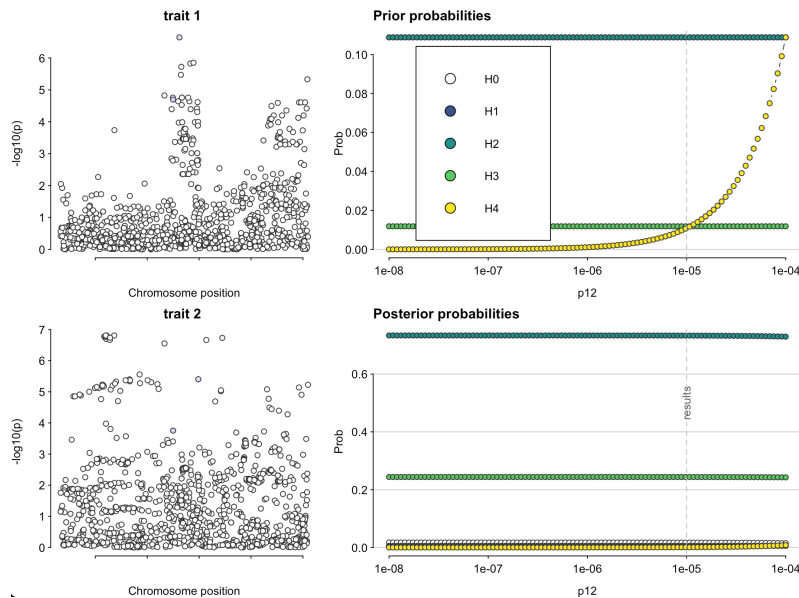 trait 1
-log10(p)
6
5
4
3
2
1
0
Chromosome position
Prior probabilities
Prob
0.10
0.08
0.06
0.04
0.02
0.00
H0
H1
H2
H3
H4
1e-08 1e-07 1e-06 1e-05 1e-04
p12
trait 2
-log10(p)
7
6
5
4
3
2
1
0
Chromosome position
Posterior probabilities
Prob
0.6
0.4
0.2
0.0
results
1e-08 1e-07 1e-06 1e-05 1e-04
p12